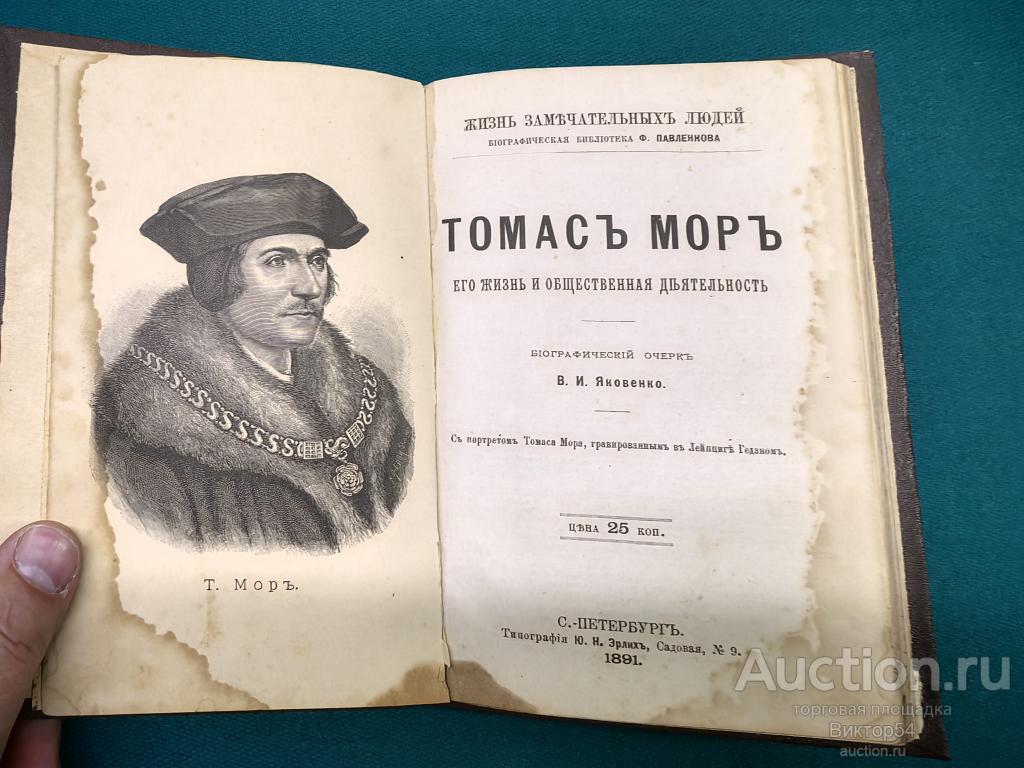 Т. Моръ.
ЖИЗНЬ ЗАМѢЧАТЕЛЬНЫХЪ ЛЮДЕЙ
БІОГРАФИЧЕСКАЯ БИБЛІОТЕКА Ф. ПАВЛЕНКОВА
ТОМАСЪ МОРЪ
ЕГО ЖИЗНЬ И ОБЩЕСТВЕННАЯ ДѢЯТЕЛЬНОСТЬ
БІОГРАФИЧЕСКІЙ ОЧЕРКЪ
В. И. Яковенко.
Съ портретомъ Томаса Мора, гравированнымъ въ Лейпцигѣ Геданомъ.
ЦѢНА 25 КОП.
С.-ПЕТЕРБУРГЪ.
Типографія Ю. Н. Эрлихъ, Садовая, № 9.
1891.
Auction.ru
торговая площадка
Виктор54
auction.ru